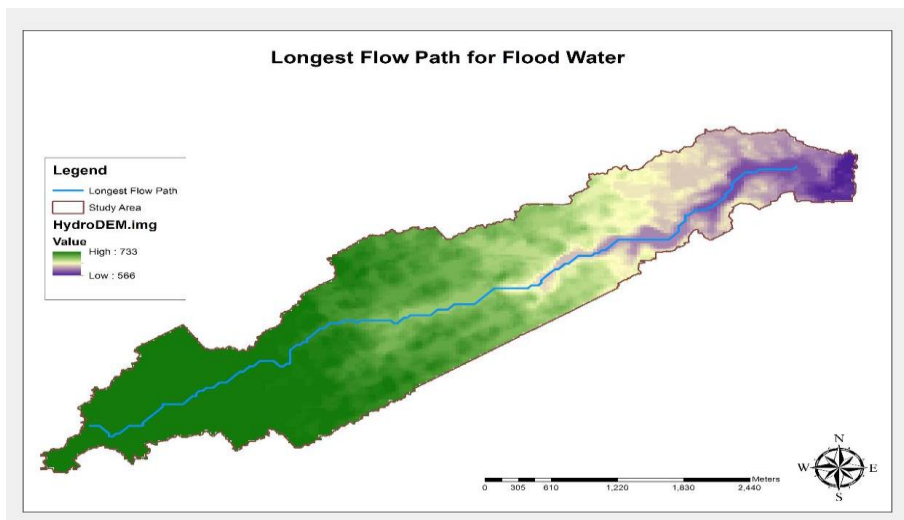 Longest Flow Path for Flood Water
Legend
Longest Flow Path
Study Area
HydroDEM.img
Value
High : 733
Low : 566
N
W E
S
Meters
0 305 610 1,220 1,830 2,440